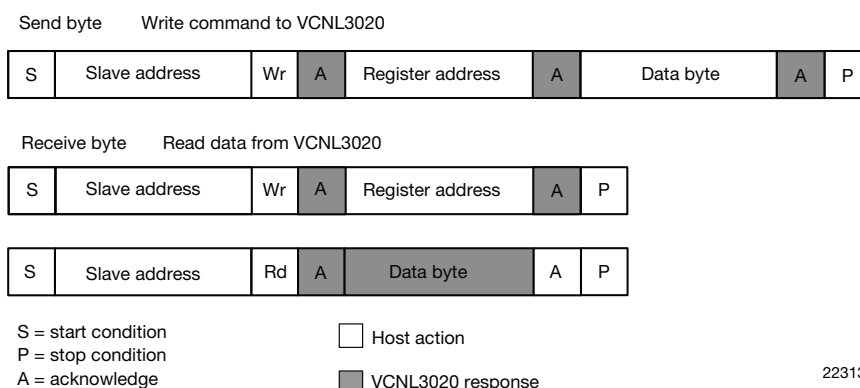 Send byte Write command to VCNL3020
S Slave address Wr A Register address A Data byte A P
Receive byte Read data from VCNL3020
S Slave address Wr A Register address A P
S Slave address Rd A Data byte A P
S = start condition
P = stop condition
A = acknowledge
Host action
VCNL3020 response
22313